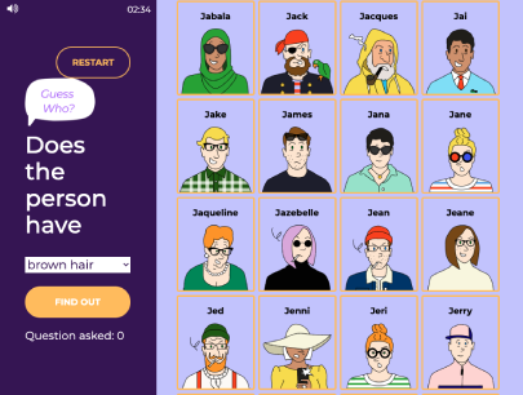 02:34
RESTART
Guess
Who?
Does
the
person
have
brown hair
FIND OUT
Question asked: 0
Jabala
Jack
Jacques
Jai
Jake
James
Jana
Jane
Jaqueline
Jazebelle
Jean
Jeane
Jed
Jenni
Jeri
Jerry